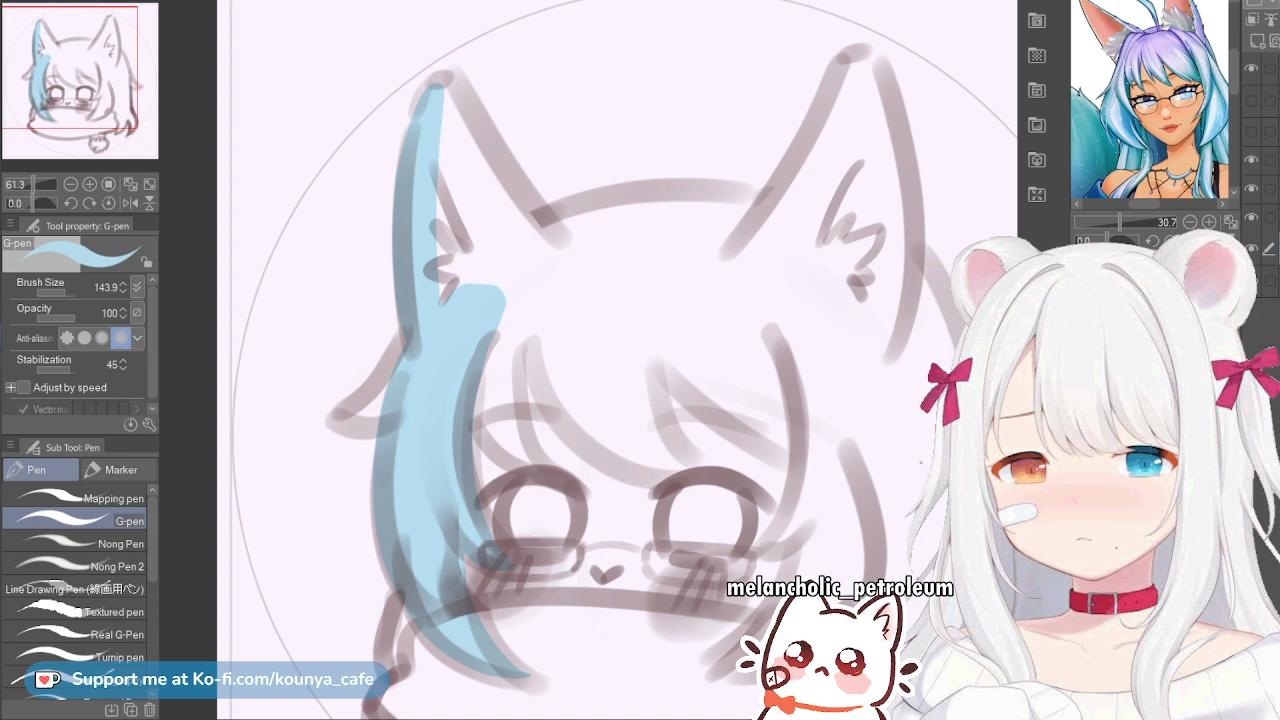 61.3
0.0
Tool property: G-pen
G-pen
Brush Size 143.9
Opacity 100
Anti-aliasing
Stabilization 45
Adjust by speed
Vector ma
Sub Tool: Pen
Pen Marker
Mapping pen
G-pen
Nong Pen
Nong Pen 2
Line Drawing Pen (線画用ペン)
Textured pen
Real G-Pen
Turnip pen
Support me at Ko-fi.com/kounya_cafe
30.7
0.0
melancholic_petroleum